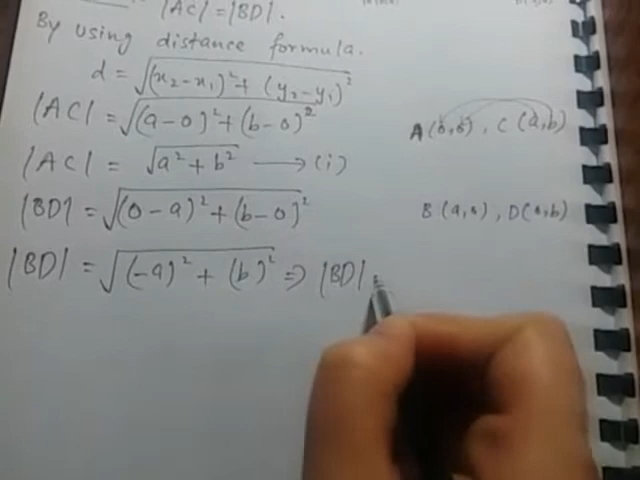 |AC| = |BD|.
By using distance formula.
d = √(x₂ - x₁)² + (y₂ - y₁)²
|AC| = √(a - 0)² + (b - 0)²
A(0,0), C(a,b)
|AC| = √a² + b² ⟶ (i)
|BD| = √(0 - a)² + (b - 0)²
B(a,0), D(0,b)
|BD| = √(-a)² + (b)² ⇒ |BD|